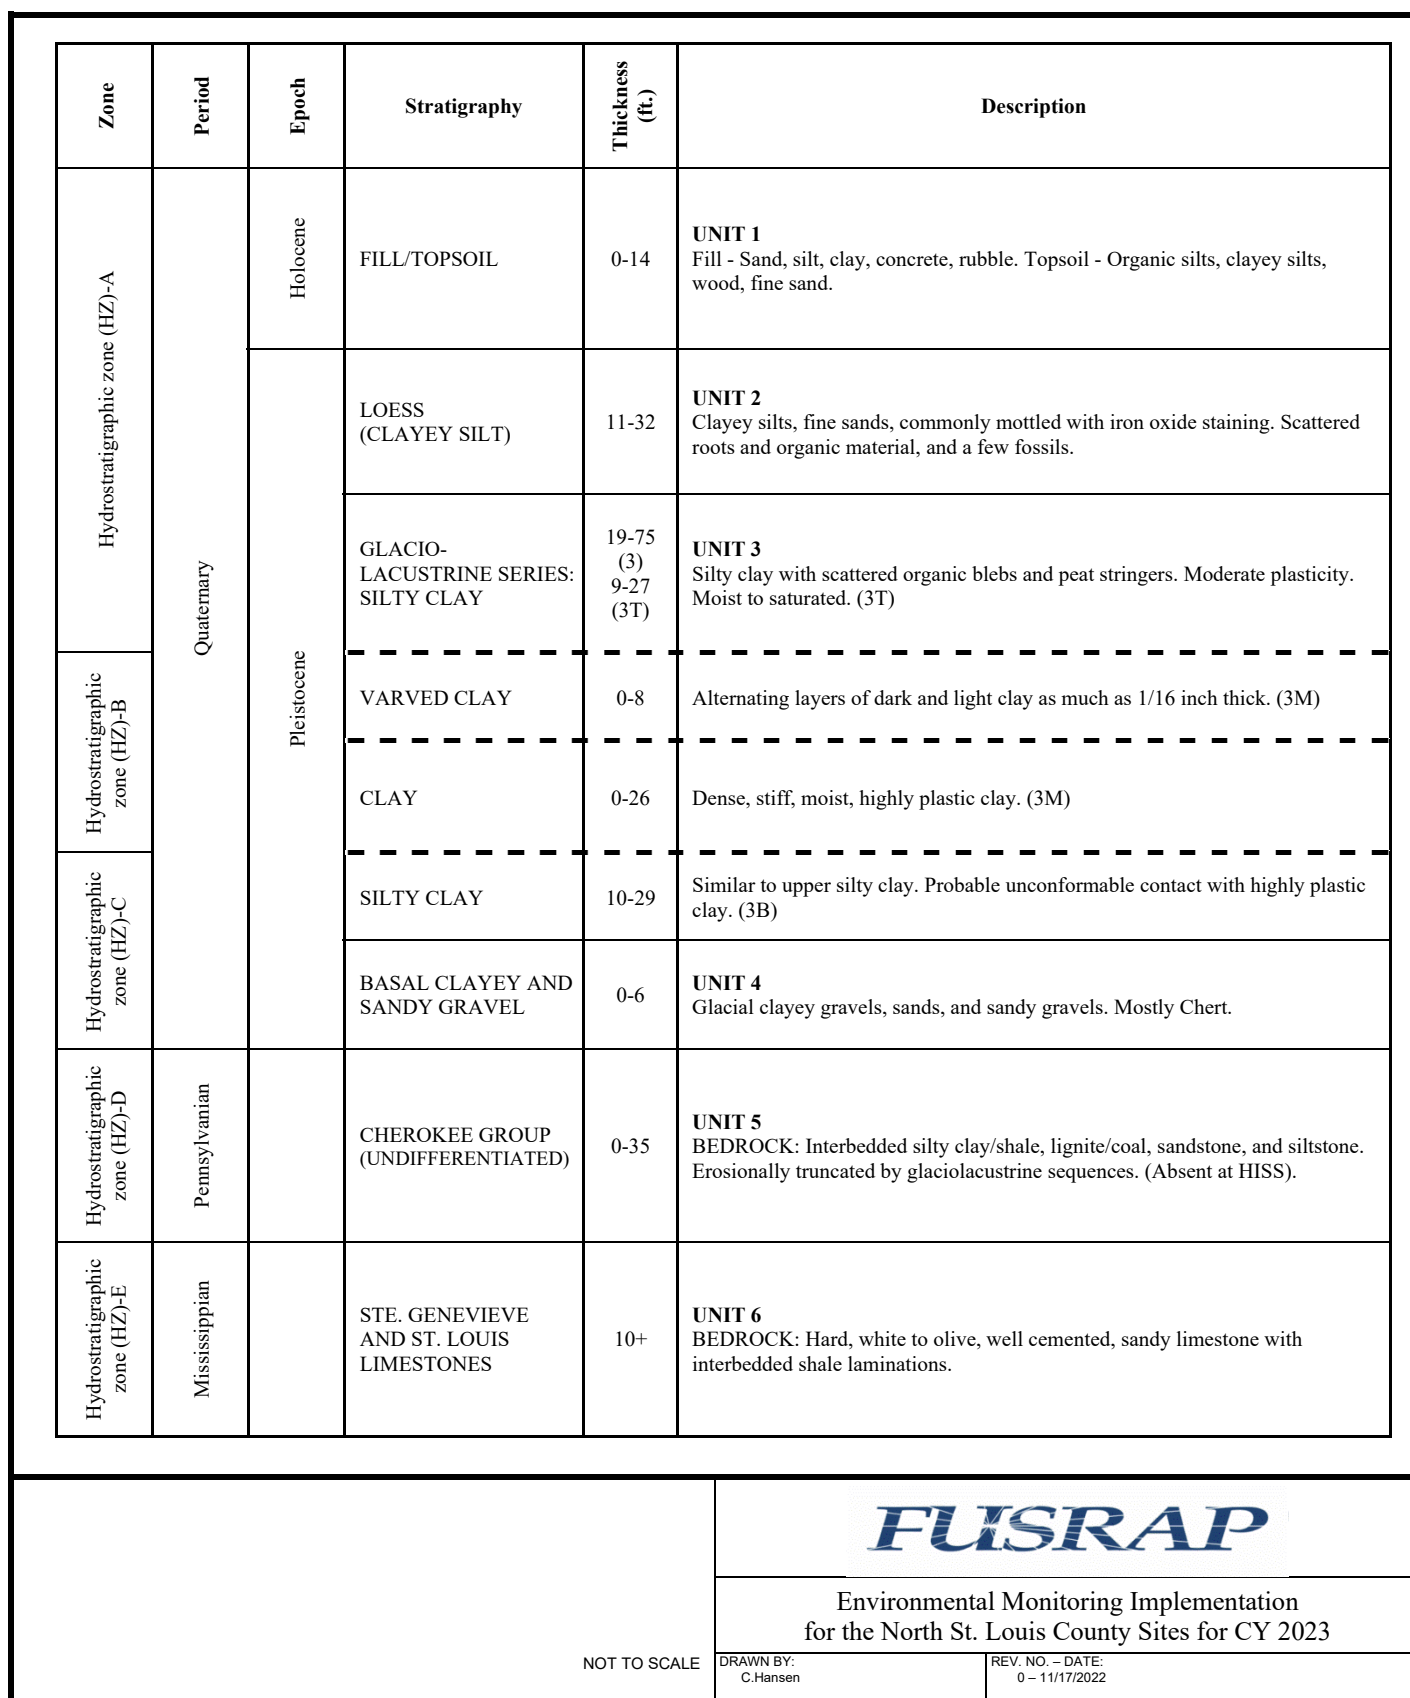 Zone
Period
Epoch
Stratigraphy
Thickness
(ft.)
Description
Hydrostratigraphic zone (HZ)-A
Quaternary
Holocene
FILL/TOPSOIL
0-14
UNIT 1
Fill - Sand, silt, clay, concrete, rubble. Topsoil - Organic silts, clayey silts,
wood, fine sand.
Pleistocene
LOESS
(CLAYEY SILT)
11-32
UNIT 2
Clayey silts, fine sands, commonly mottled with iron oxide staining. Scattered
roots and organic material, and a few fossils.
GLACIO-
LACUSTRINE SERIES:
SILTY CLAY
19-75
(3)
9-27
(3T)
UNIT 3
Silty clay with scattered organic blebs and peat stringers. Moderate plasticity.
Moist to saturated. (3T)
Hydrostratigraphic
zone (HZ)-B
VARVED CLAY
0-8
Alternating layers of dark and light clay as much as 1/16 inch thick. (3M)
CLAY
0-26
Dense, stiff, moist, highly plastic clay. (3M)
Hydrostratigraphic
zone (HZ)-C
SILTY CLAY
10-29
Similar to upper silty clay. Probable unconformable contact with highly plastic
clay. (3B)
BASAL CLAYEY AND
SANDY GRAVEL
0-6
UNIT 4
Glacial clayey gravels, sands, and sandy gravels. Mostly Chert.
Hydrostratigraphic
zone (HZ)-D
Pennsylvanian
CHEROKEE GROUP
(UNDIFFERENTIATED)
0-35
UNIT 5
BEDROCK: Interbedded silty clay/shale, lignite/coal, sandstone, and siltstone.
Erosionally truncated by glaciolacustrine sequences. (Absent at HISS).
Hydrostratigraphic
zone (HZ)-E
Mississippian
STE. GENEVIEVE
AND ST. LOUIS
LIMESTONES
10+
UNIT 6
BEDROCK: Hard, white to olive, well cemented, sandy limestone with
interbedded shale laminations.
FUSRAP
Environmental Monitoring Implementation
for the North St. Louis County Sites for CY 2023
NOT TO SCALE
DRAWN BY:
C.Hansen
REV. NO. – DATE:
0 – 11/17/2022